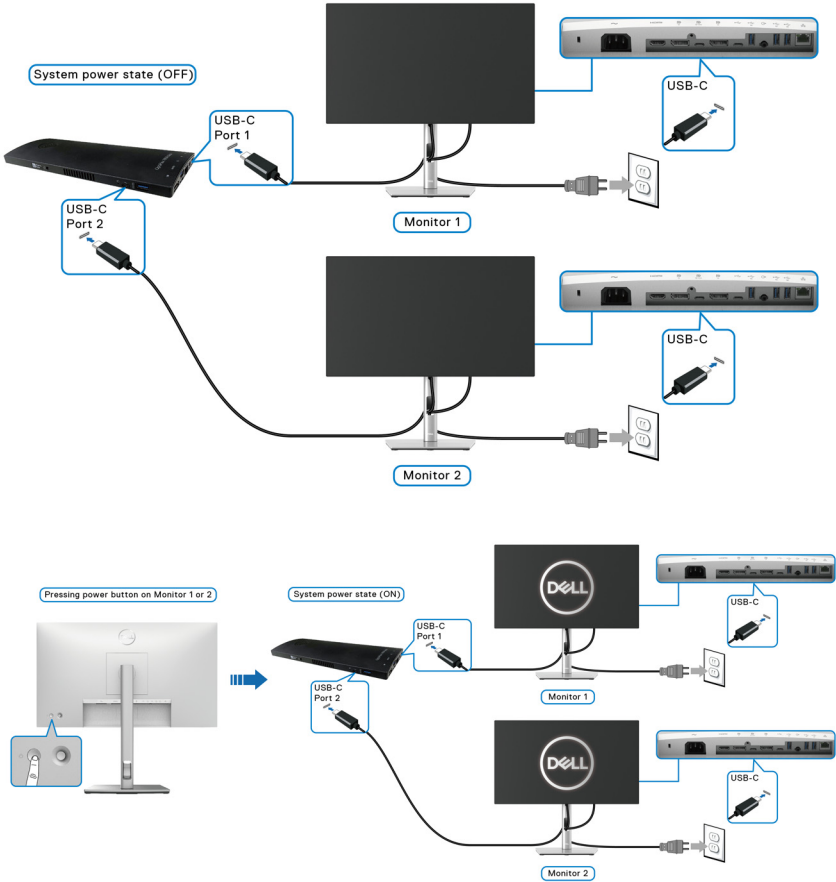 System power state (OFF)
USB-C
Port 1
USB-C
Monitor 1
USB-C
Port 2
USB-C
Monitor 2
Pressing power button on Monitor 1 or 2
System power state (ON)
USB-C
Port 1
DELL
USB-C
Monitor 1
USB-C
Port 2
DELL
USB-C
Monitor 2